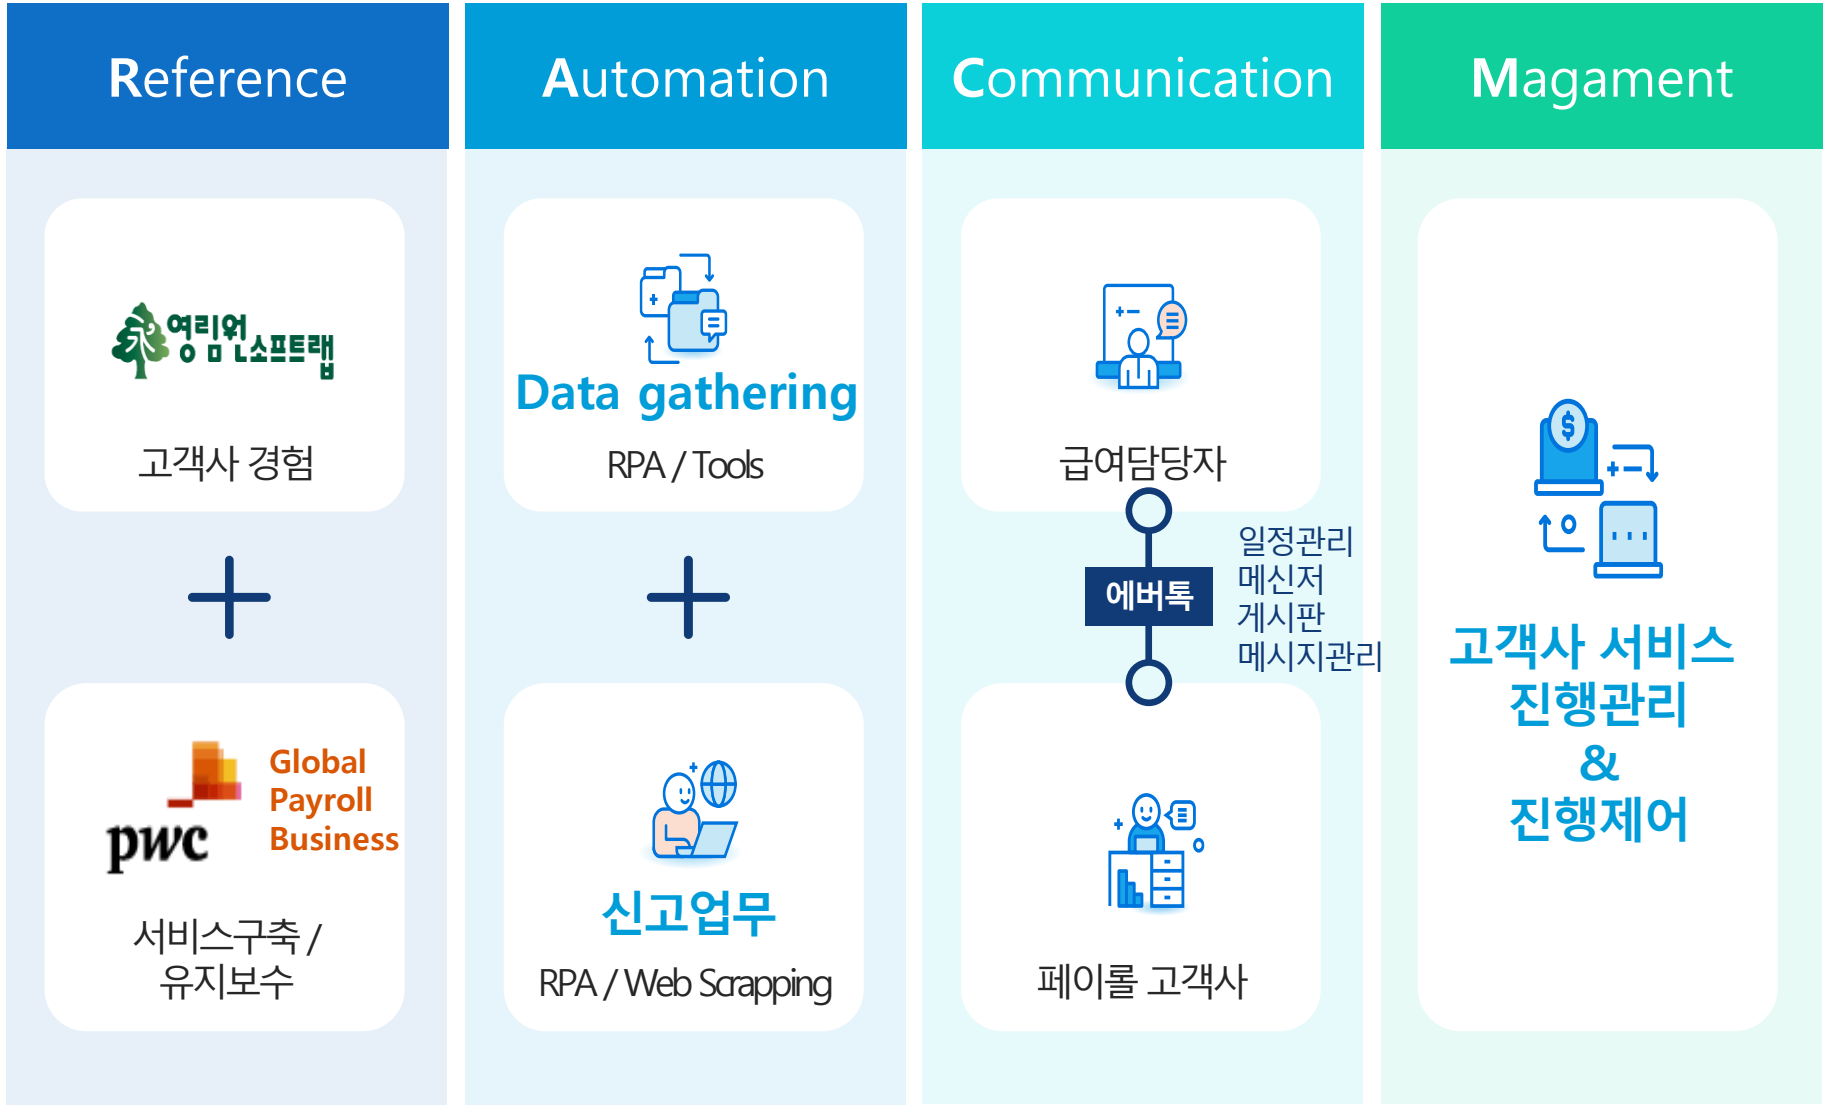 Reference
영림원소프트랩
고객사 경험
pwc
Global
Payroll
Business
서비스구축 /
유지보수
Automation
Data gathering
RPA / Tools
신고업무
RPA / Web Scrapping
Communication
급여담당자
에버톡
일정관리
메신저
게시판
메시지관리
페이롤 고객사
Magament
고객사 서비스
진행관리
&
진행제어